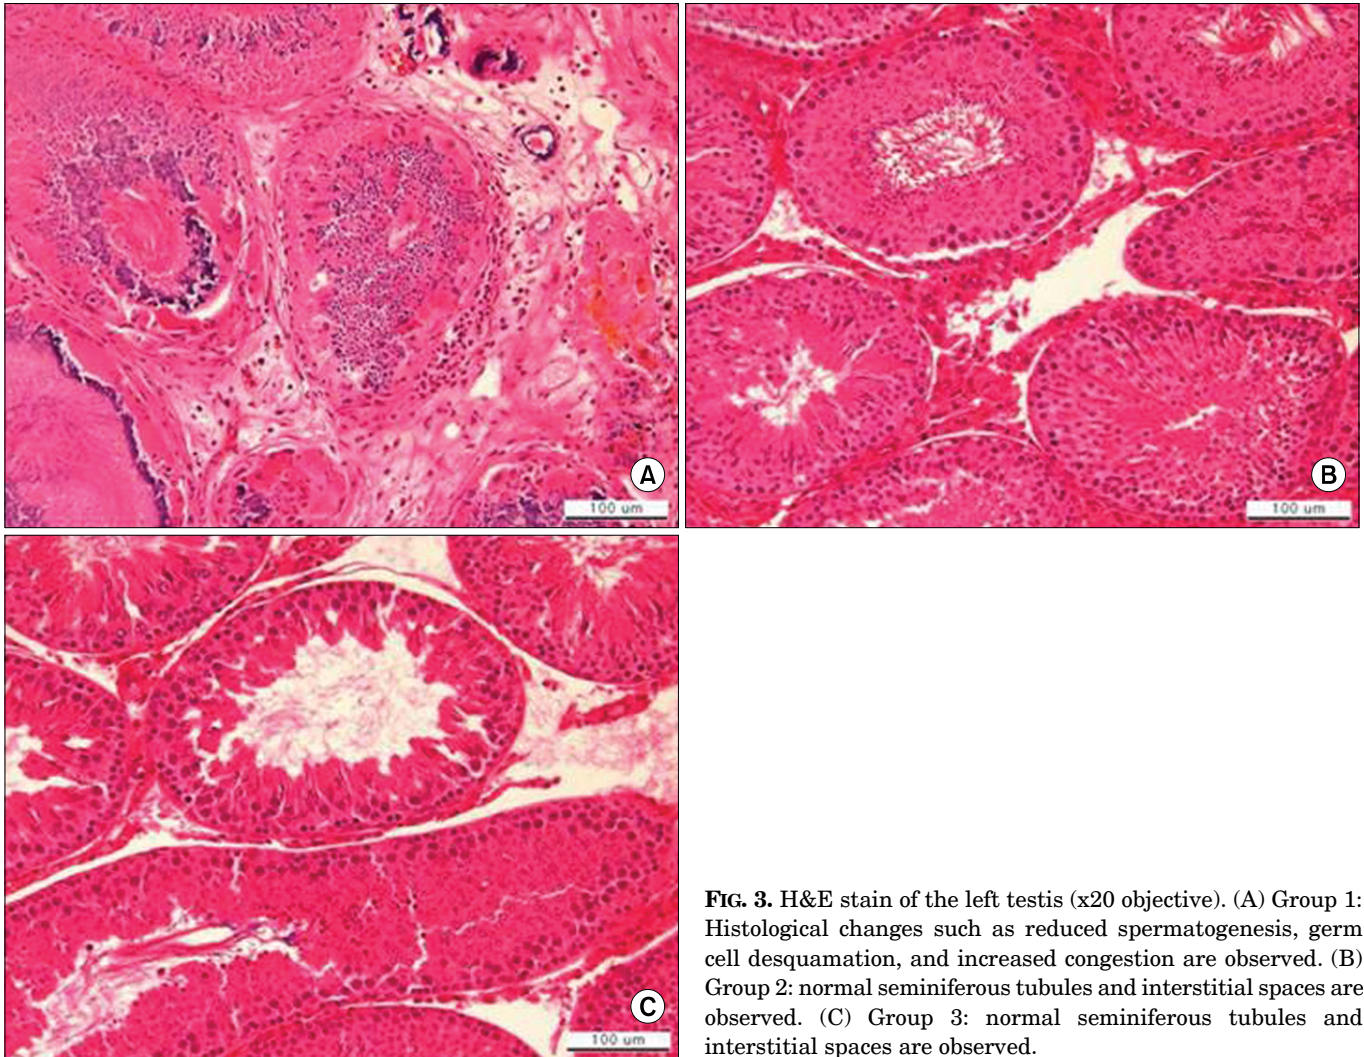 A
100 um
B
100 um
C
100 um
FIG. 3. H&E stain of the left testis (x20 objective). (A) Group 1:
Histological changes such as reduced spermatogenesis, germ
cell desquamation, and increased congestion are observed. (B)
Group 2: normal seminiferous tubules and interstitial spaces are
observed. (C) Group 3: normal seminiferous tubules and
interstitial spaces are observed.